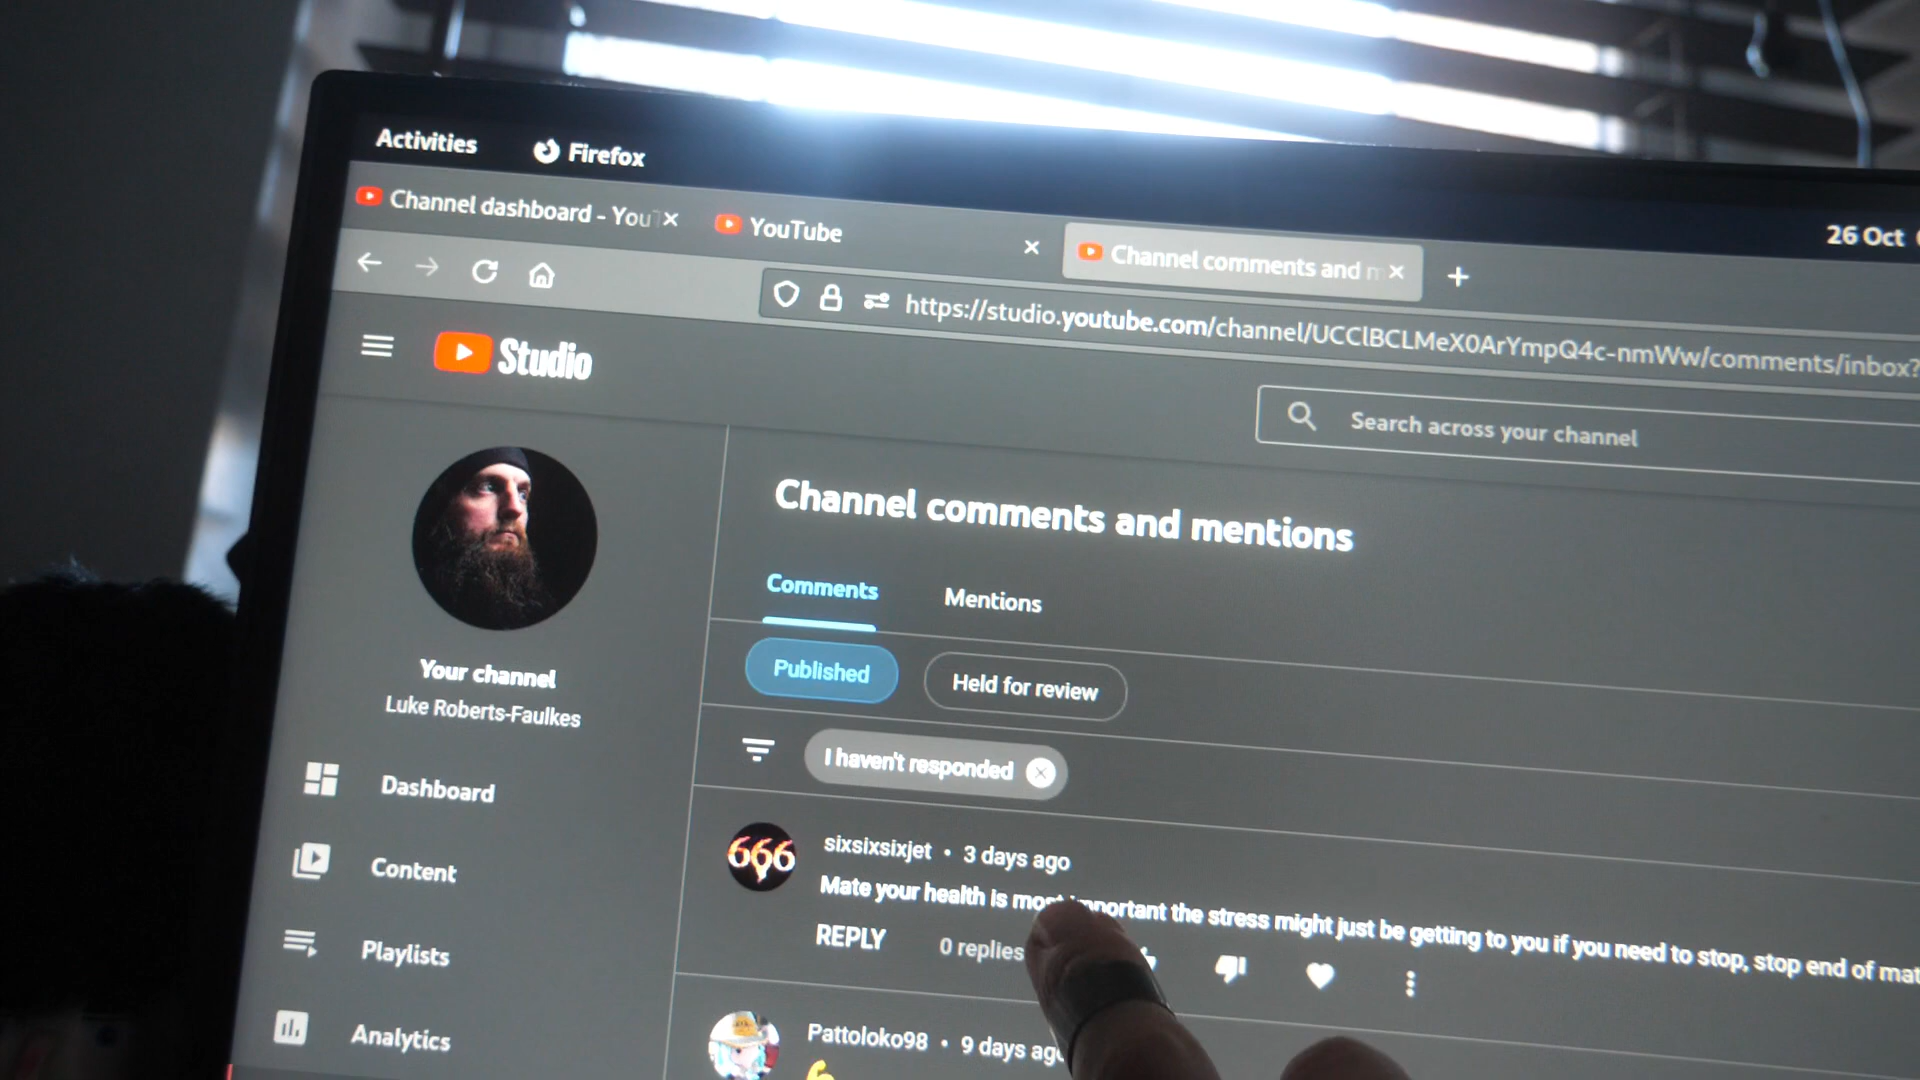 Activities
Firefox
26 Oct
Channel dashboard - You
YouTube
Channel comments and
https://studio.youtube.com/channel/UCClBCLMeX0ArYmpQ4c-nmWw/comments/inbox?
Studio
Search across your channel
Channel comments and mentions
Comments
Mentions
Published
Held for review
Your channel
Luke Roberts-Faulkes
I haven't responded
Dashboard
666
sixsixsixjet • 3 days ago
Mate your health is most important the stress might just be getting to you if you need to stop, stop end of
REPLY
0 replies
Content
Playlists
Analytics
Pattoloko98 • 9 days ago